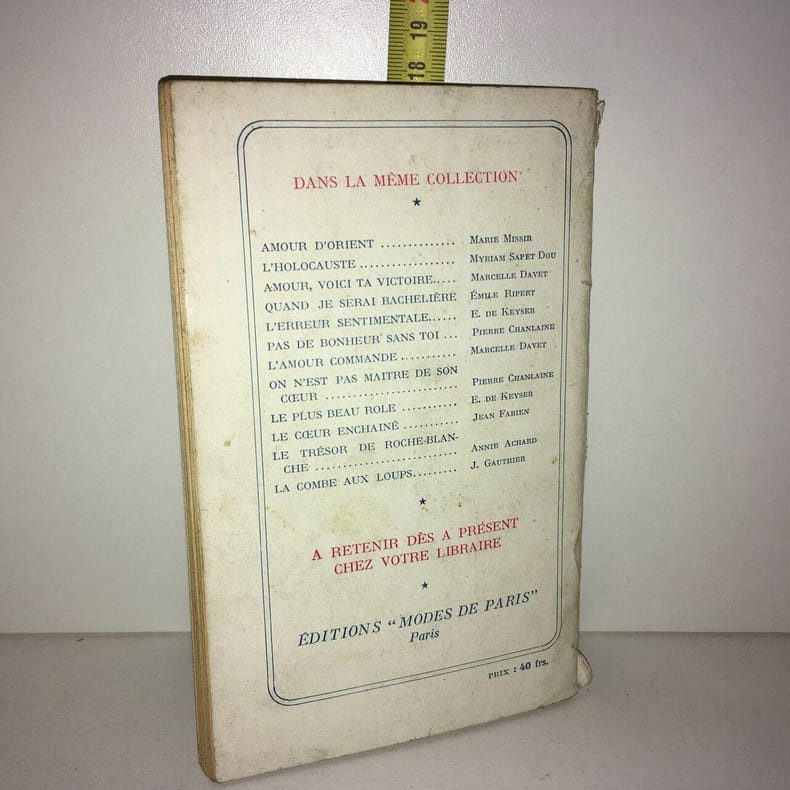 18 19 2
DANS LA MÊME COLLECTION
AMOUR D'ORIENT .............. MARIE MISSIR
L'HOLOCAUSTE ................. MYRIAM SAPET DOU
AMOUR, VOICI TA VICTOIRE..... MARCELLE DAVET
QUAND JE SERAI BACHELIÈRE ÉMILE RIPERT
L'ERREUR SENTIMENTALE...... E. DE KEYSER
PAS DE BONHEUR SANS TOI ... PIERRE CHANLAINE
L'AMOUR COMMANDE .......... MARCELLE DAVET
ON N'EST PAS MAITRE DE SON
CŒUR ........................ PIERRE CHANLAINE
LE PLUS BEAU ROLE .......... E. DE KEYSER
LE CŒUR ENCHAINÉ .......... JEAN FABIEN
LE TRÉSOR DE ROCHE-BLAN-
CHE ......................... ANNIE ACHARD
LA COMBE AUX LOUPS......... J. GAUTHIER
A RETENIR DÈS A PRÉSENT
CHEZ VOTRE LIBRAIRE
ÉDITIONS "MODES DE PARIS"
Paris
PRIX : 40 frs.